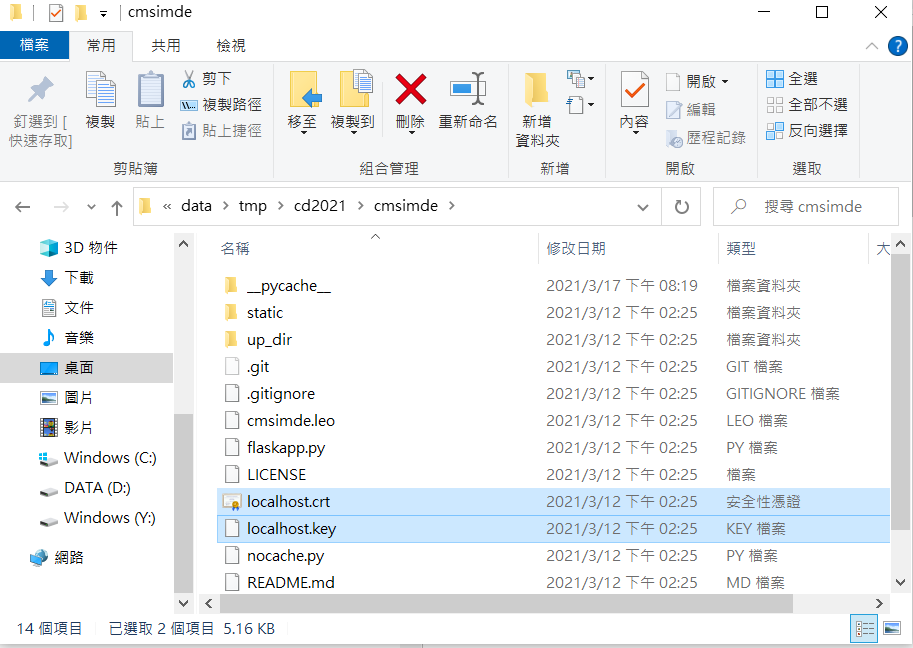 cmsimde
檔案 常用 共用 檢視
釘選到 [快速存取]
複製
貼上
剪下
複製路徑
貼上捷徑
剪貼簿
移至
複製到
刪除
重新命名
組合管理
新增
資料夾
新增
內容
開啟
編輯
歷程記錄
開啟
全選
全部不選
反向選擇
選取
« data > tmp > cd2021 > cmsimde >
搜尋 cmsimde
3D 物件
下載
文件
音樂
桌面
圖片
影片
Windows (C:)
DATA (D:)
Windows (Y:)
網路
名稱 修改日期 類型 大
__pycache__ 2021/3/17 下午 08:19 檔案資料夾
static 2021/3/12 下午 02:25 檔案資料夾
up_dir 2021/3/12 下午 02:25 檔案資料夾
.git 2021/3/12 下午 02:25 GIT 檔案
.gitignore 2021/3/12 下午 02:25 GITIGNORE 檔案
cmsimde.leo 2021/3/12 下午 02:25 LEO 檔案
flaskapp.py 2021/3/12 下午 02:25 PY 檔案
LICENSE 2021/3/12 下午 02:25 檔案
localhost.crt 2021/3/12 下午 02:25 安全性憑證
localhost.key 2021/3/12 下午 02:25 KEY 檔案
nocache.py 2021/3/12 下午 02:25 PY 檔案
README.md 2021/3/12 下午 02:25 MD 檔案
14 個項目 已選取 2 個項目 5.16 KB